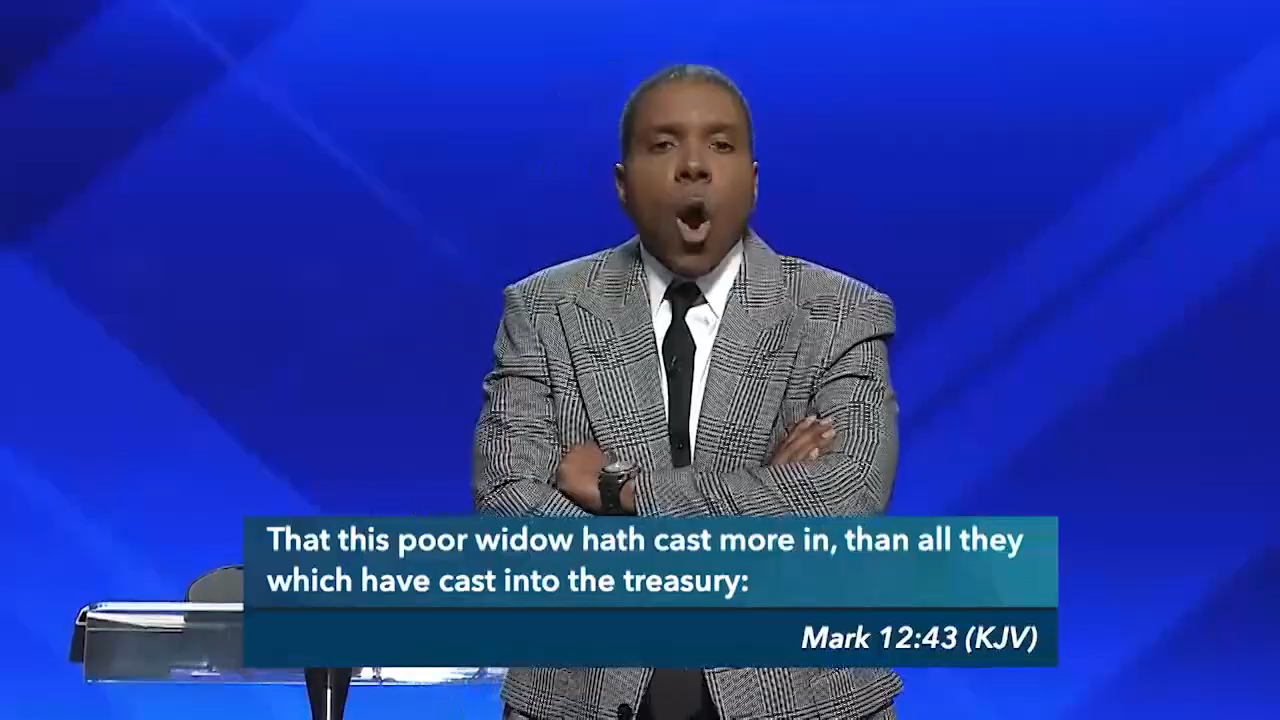 That this poor widow hath cast more in, than all they
which have cast into the treasury:
Mark 12:43 (KJV)